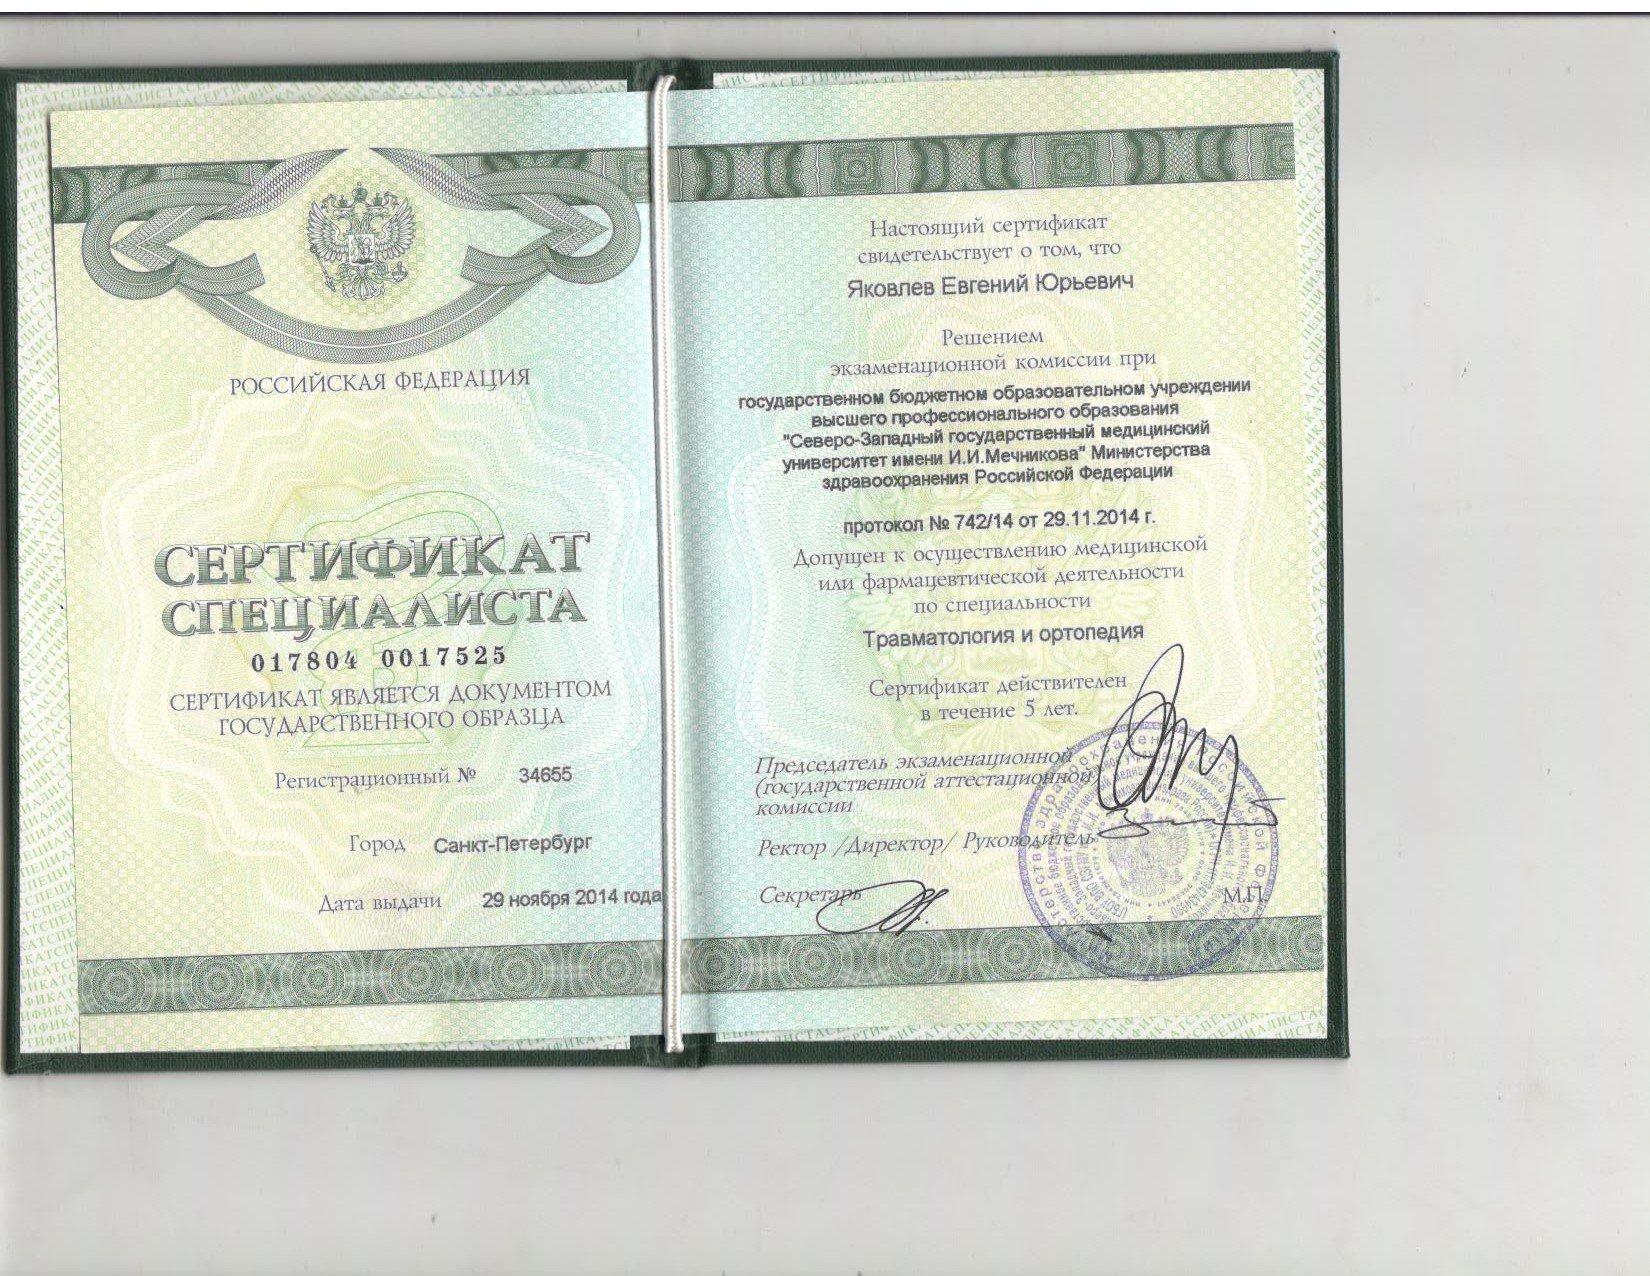 РОССИЙСКАЯ ФЕДЕРАЦИЯ
СЕРТИФИКАТ
СПЕЦИАЛИСТА
017804 0017525
СЕРТИФИКАТ ЯВЛЯЕТСЯ ДОКУМЕНТОМ
ГОСУДАРСТВЕННОГО ОБРАЗЦА
Регистрационный № 34655
Город Санкт-Петербург
Дата выдачи 29 ноября 2014 года
Настоящий сертификат
свидетельствует о том, что
Яковлев Евгений Юрьевич
Решением
экзаменационной комиссии при
государственном бюджетном образовательном учреждении
высшего профессионального образования
"Северо-Западный государственный медицинский
университет имени И.И.Мечникова" Министерства
здравоохранения Российской Федерации
протокол № 742/14 от 29.11.2014 г.
Допущен к осуществлению медицинской
или фармацевтической деятельности
по специальности
Травматология и ортопедия
Сертификат действителен
в течение 5 лет.
Председатель экзаменационной
(государственной аттестационной)
комиссии
Ректор /Директор/ Руководитель
Секретарь
М.П.